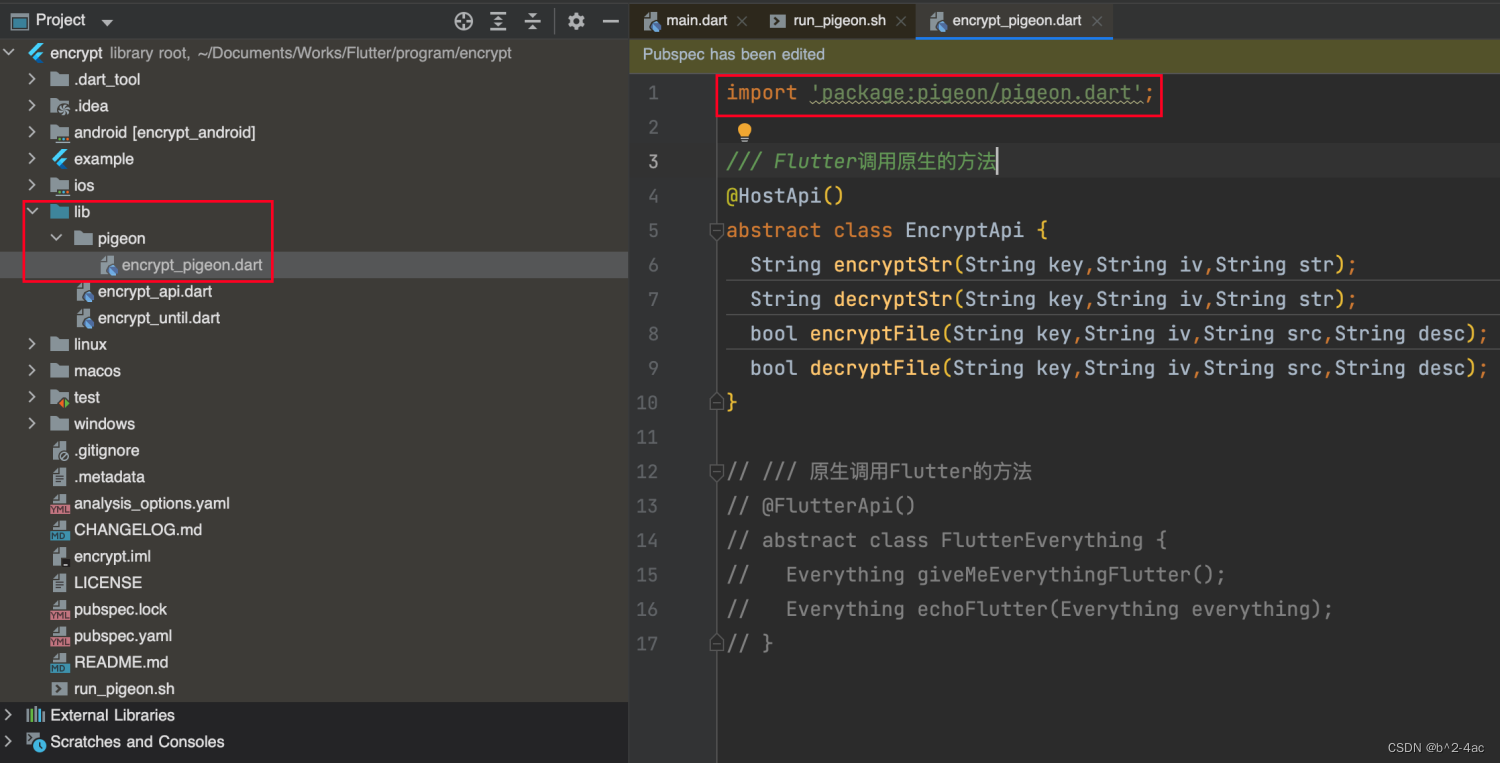 Project
encrypt library root, ~/Documents/Works/Flutter/program/encrypt
.dart_tool
.idea
android [encrypt_android]
example
ios
lib
pigeon
encrypt_pigeon.dart
encrypt_api.dart
encrypt_until.dart
linux
macos
test
windows
.gitignore
.metadata
analysis_options.yaml
CHANGELOG.md
encrypt.iml
LICENSE
pubspec.lock
pubspec.yaml
README.md
run_pigeon.sh
External Libraries
Scratches and Consoles
main.dart run_pigeon.sh encrypt_pigeon.dart
Pubspec has been edited
1 import 'package:pigeon/pigeon.dart';
2
3 /// Flutter调用原生的方法
4 @HostApi()
5 abstract class EncryptApi {
6 String encryptStr(String key,String iv,String str);
7 String decryptStr(String key,String iv,String str);
8 bool encryptFile(String key,String iv,String src,String desc);
9 bool decryptFile(String key,String iv,String src,String desc);
10 }
11
12 // /// 原生调用Flutter的方法
13 // @FlutterApi()
14 // abstract class FlutterEverything {
15 //   Everything giveMeEverythingFlutter();
16 //   Everything echoFlutter(Everything everything);
17 // }
CSDN @b^2-4ac